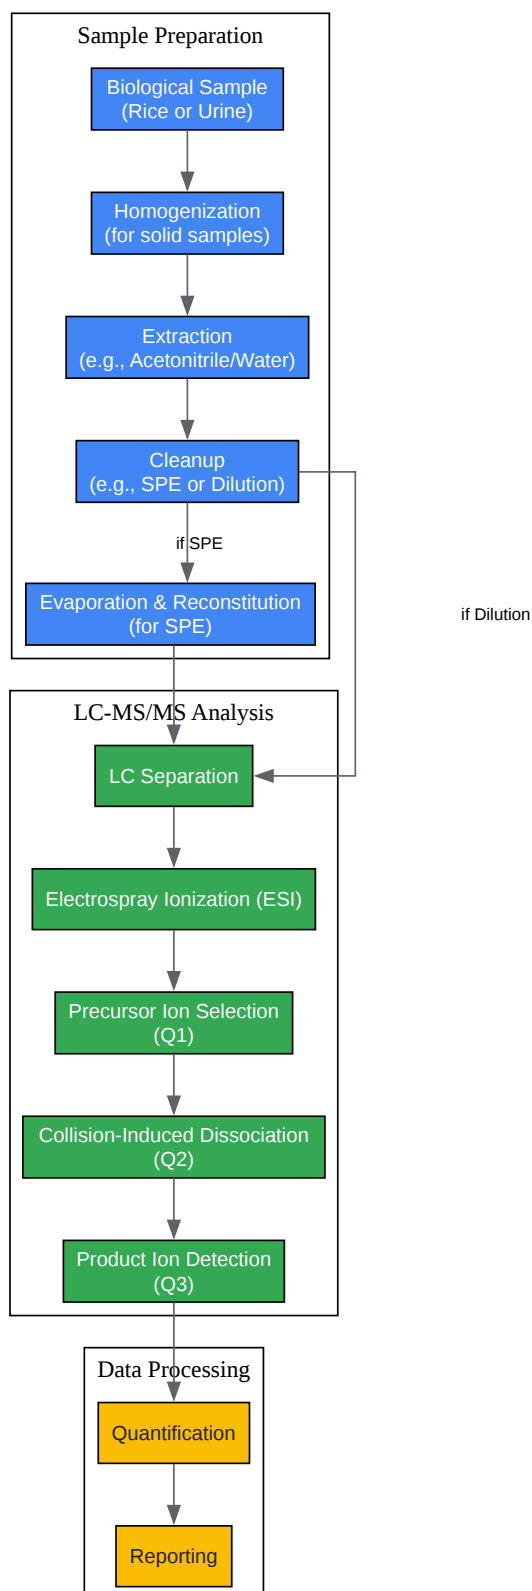 Sample Preparation
Biological Sample
(Rice or Urine)
Homogenization
(for solid samples)
Extraction
(e.g., Acetonitrile/Water)
Cleanup
(e.g., SPE or Dilution)
if SPE
Evaporation & Reconstitution
(for SPE)
if Dilution
LC-MS/MS Analysis
LC Separation
Electrospray Ionization (ESI)
Precursor Ion Selection
(Q1)
Collision-Induced Dissociation
(Q2)
Product Ion Detection
(Q3)
Data Processing
Quantification
Reporting